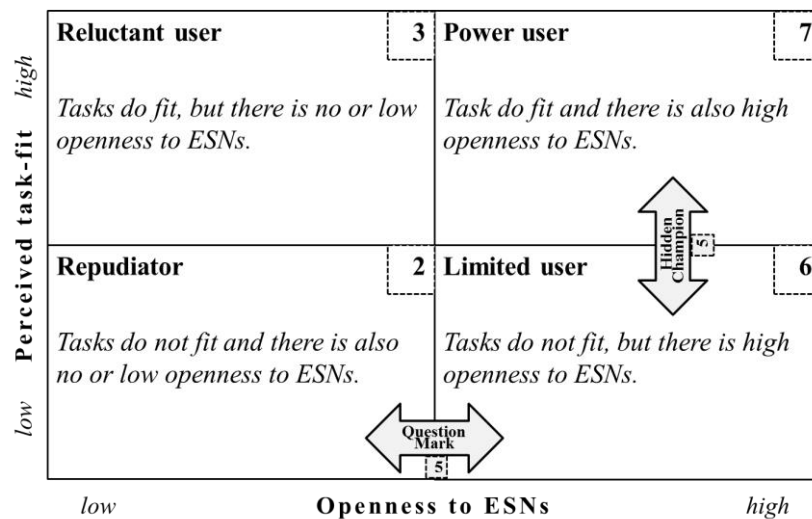 Reluctant user 3
Tasks do fit, but there is no or low
openness to ESNs.
Power user 7
Task do fit and there is also high
openness to ESNs.
Hidden
Champion
5
Repudiator 2
Tasks do not fit and there is also
no or low openness to ESNs.
Limited user 6
Tasks do not fit, but there is high
openness to ESNs.
Question
Mark
5
high
Perceived task-fit
low
low
Openness to ESNs
high